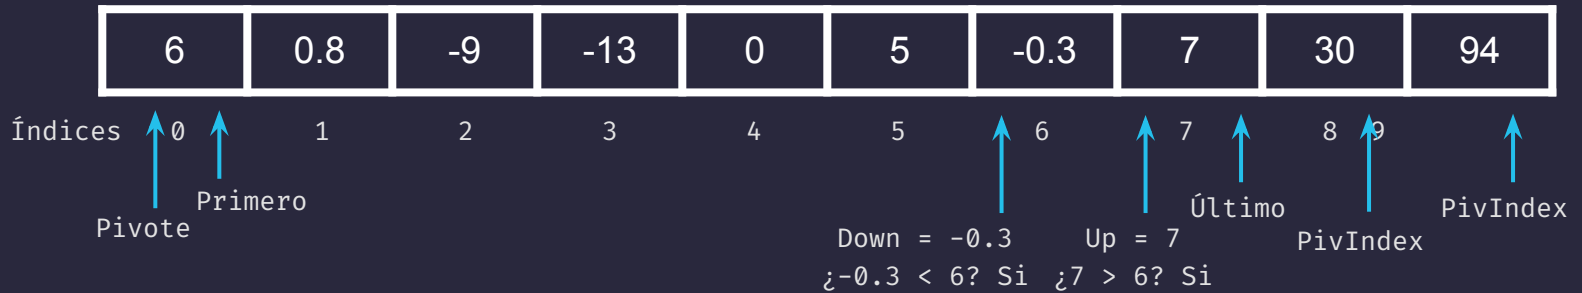 6 0.8 -9 -13 0 5 -0.3 7 30 94
Índices 0 1 2 3 4 5 6 7 8 9
Primero
Pivote
Último
PivIndex
PivIndex
Down = -0.3
¿-0.3 < 6? Si
Up = 7
¿7 > 6? Si